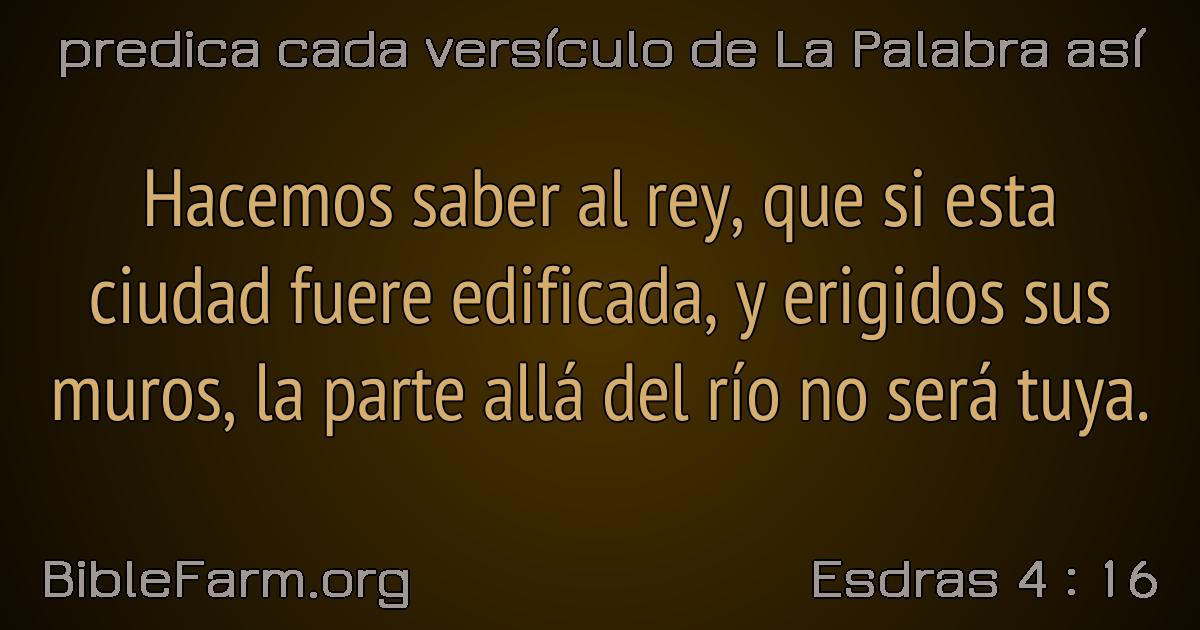 predica cada versículo de La Palabra así
Hacemos saber al rey, que si esta
ciudad fuere edificada, y erigidos sus
muros, la parte allá del río no será tuya.
BibleFarm.org
Esdras 4 : 16